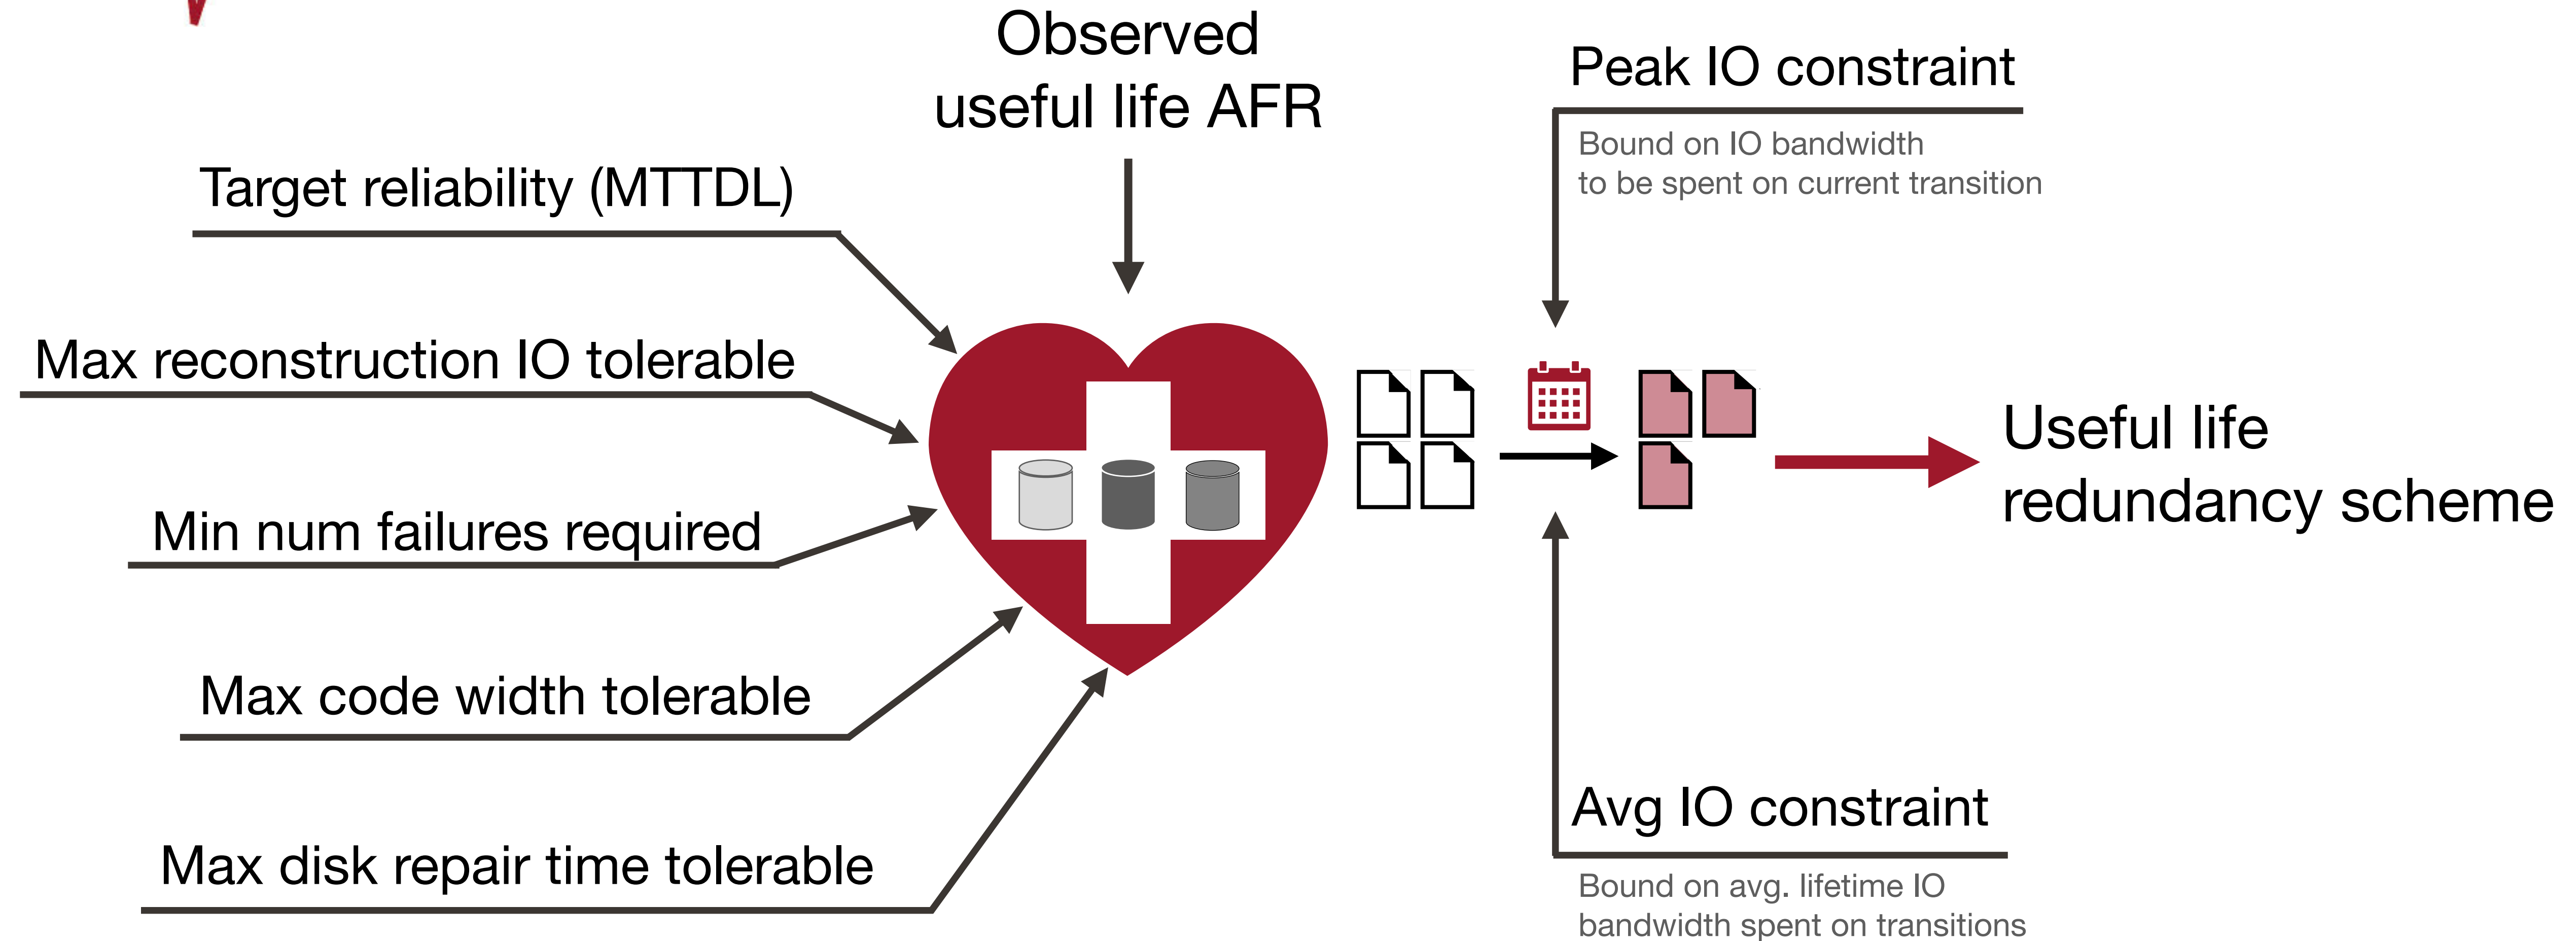 Observed
useful life AFR
Peak IO constraint
Bound on IO bandwidth
to be spent on current transition
Target reliability (MTTDL)
Max reconstruction IO tolerable
Min num failures required
Max code width tolerable
Max disk repair time tolerable
Useful life
redundancy scheme
Avg IO constraint
Bound on avg. lifetime IO
bandwidth spent on transitions